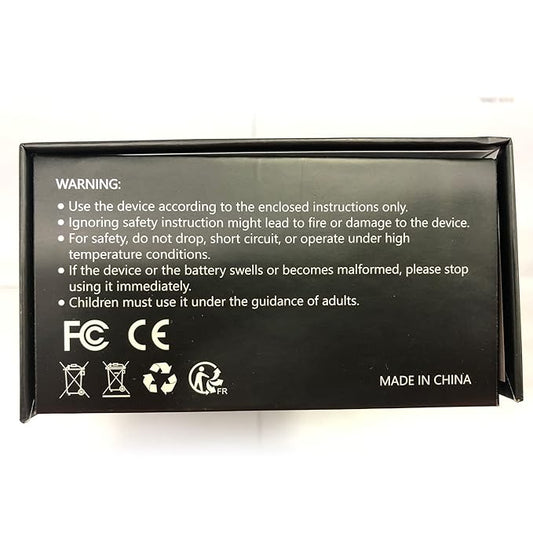 WARNING:
● Use the device according to the enclosed instructions only.
● Ignoring safety instruction might lead to fire or damage to the device.
● For safety, do not drop, short circuit, or operate under high
temperature conditions.
● If the device or the battery swells or becomes malformed, please stop
using it immediately.
● Children must use it under the guidance of adults.
FC CE
FR
MADE IN CHINA